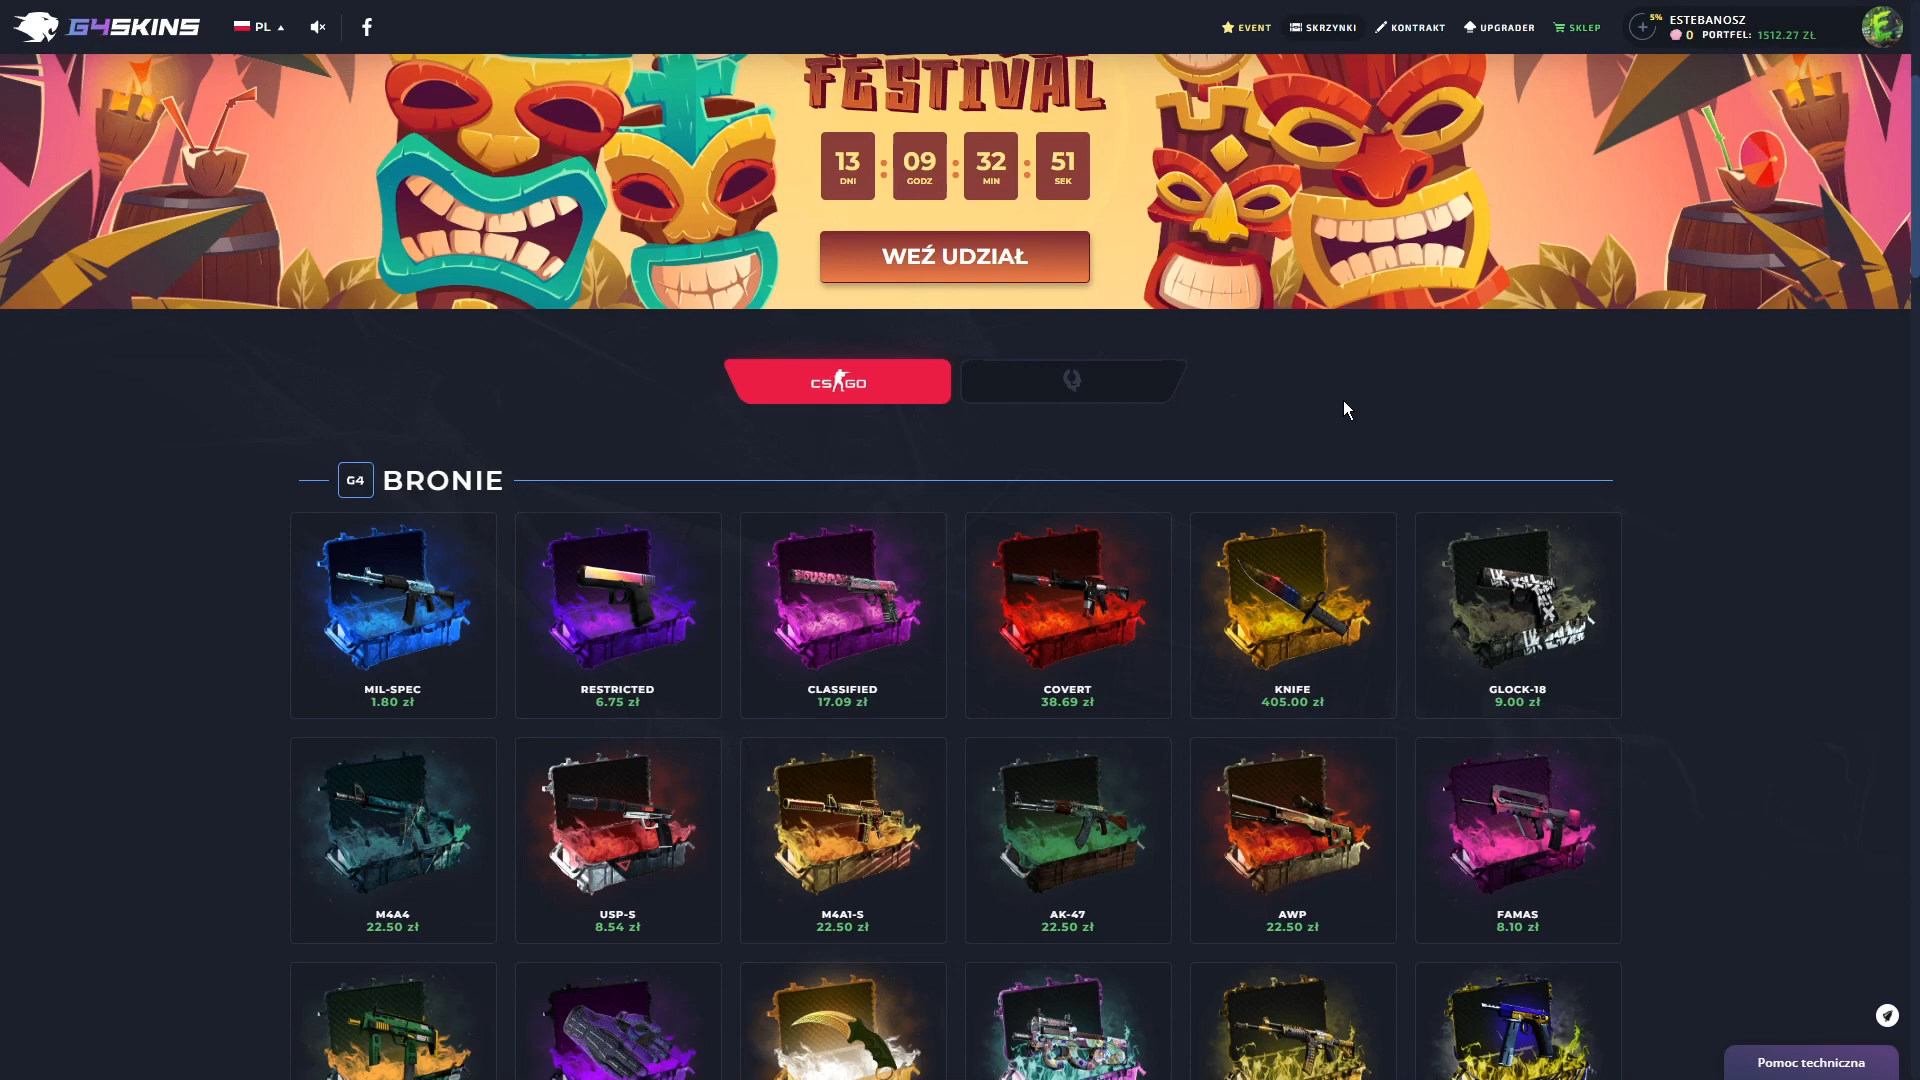 G4SKINS
PL
EVENT
SKRZYNKI
KONTRAKT
UPGRADER
SKLEP
5%
ESTEBANOSZ
0 PORTFEL: 1512.27 ZŁ
FESTIVAL
13 : 09 : 32 : 51
DNI GODZ MIN SEK
WEŹ UDZIAŁ
CS GO
G4 BRONIE
MIL-SPEC
1.80 zł
RESTRICTED
6.75 zł
CLASSIFIED
17.09 zł
COVERT
38.69 zł
KNIFE
405.00 zł
GLOCK-18
9.00 zł
M4A4
22.50 zł
USP-S
8.54 zł
M4A1-S
22.50 zł
AK-47
22.50 zł
AWP
22.50 zł
FAMAS
8.10 zł
Pomoc techniczna